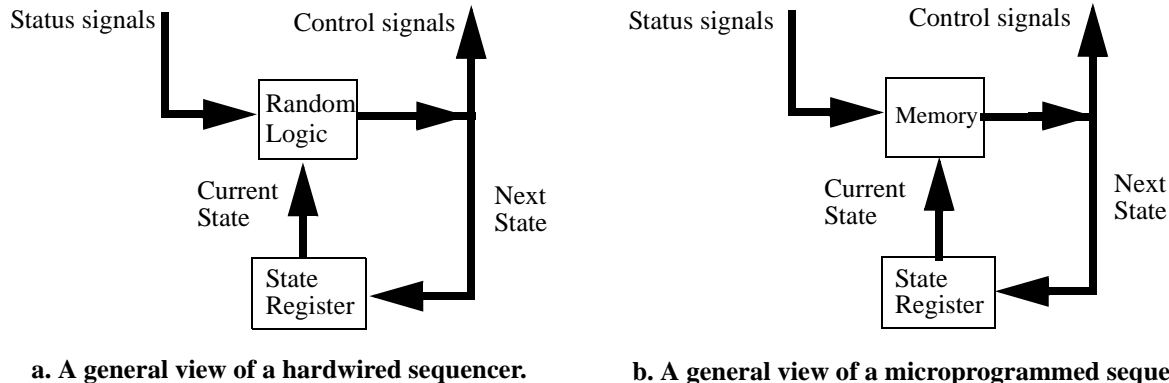 Status signals
Control signals
Random
Logic
Current
State
Next
State
State
Register
a. A general view of a hardwired sequencer.
Status signals
Control signals
Memory
Current
State
Next
State
State
Register
b. A general view of a microprogrammed